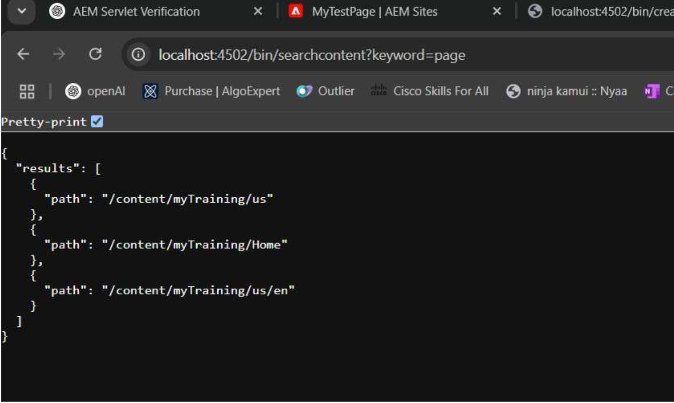 AEM Servlet Verification
MyTestPage | AEM Sites
localhost:4502/bin/crea
localhost:4502/bin/searchcontent?keyword=page
openAI
Purchase | AlgoExpert
Outlier
Cisco Skills For All
ninja kamui :: Nyaa
C
Pretty-print
{
"results": [
{
"path": "/content/myTraining/us"
},
{
"path": "/content/myTraining/Home"
},
{
"path": "/content/myTraining/us/en"
}
]
}